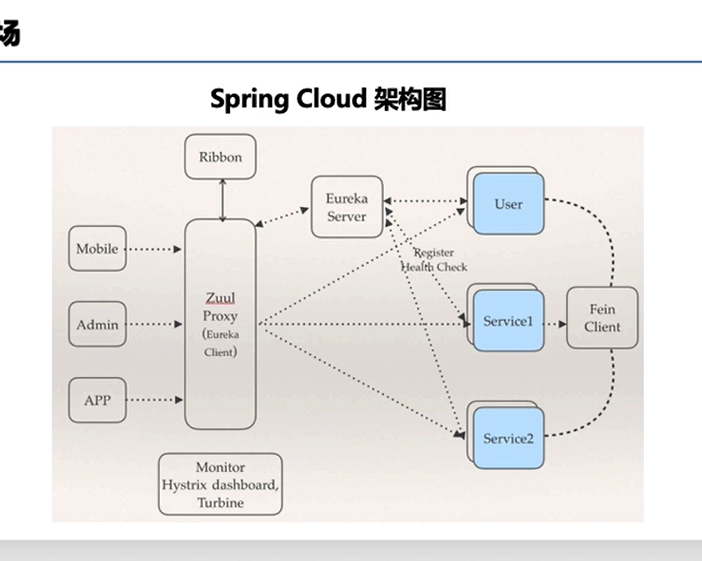 场
Spring Cloud 架构图
Ribbon
Eureka
Server
User
Mobile
Register
Health Check
Zuul
Proxy
(Eureka
Client)
Admin
Service1
Fein
Client
APP
Service2
Monitor
Hystrix dashboard,
Turbine